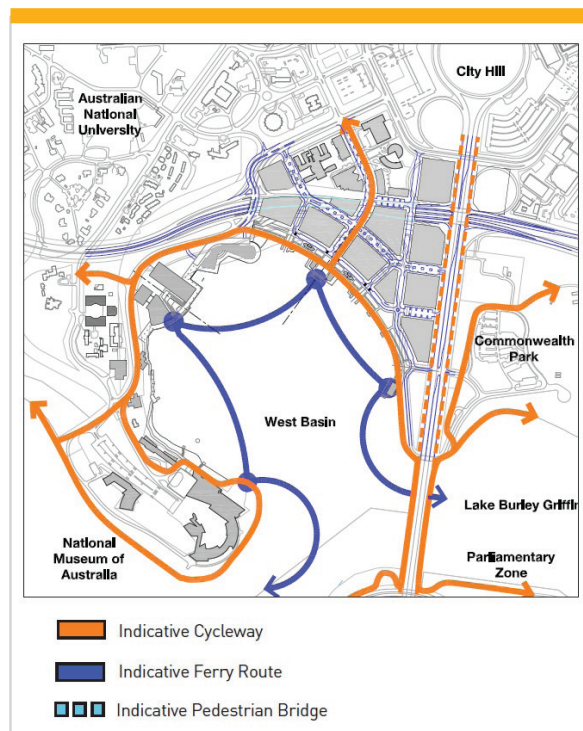 City Hill
Australian
National
University
Commonwealth
Park
West Basin
Lake Burley Griffin
National
Museum of
Australia
Parliamentary
Zone
Indicative Cycleway
Indicative Ferry Route
Indicative Pedestrian Bridge